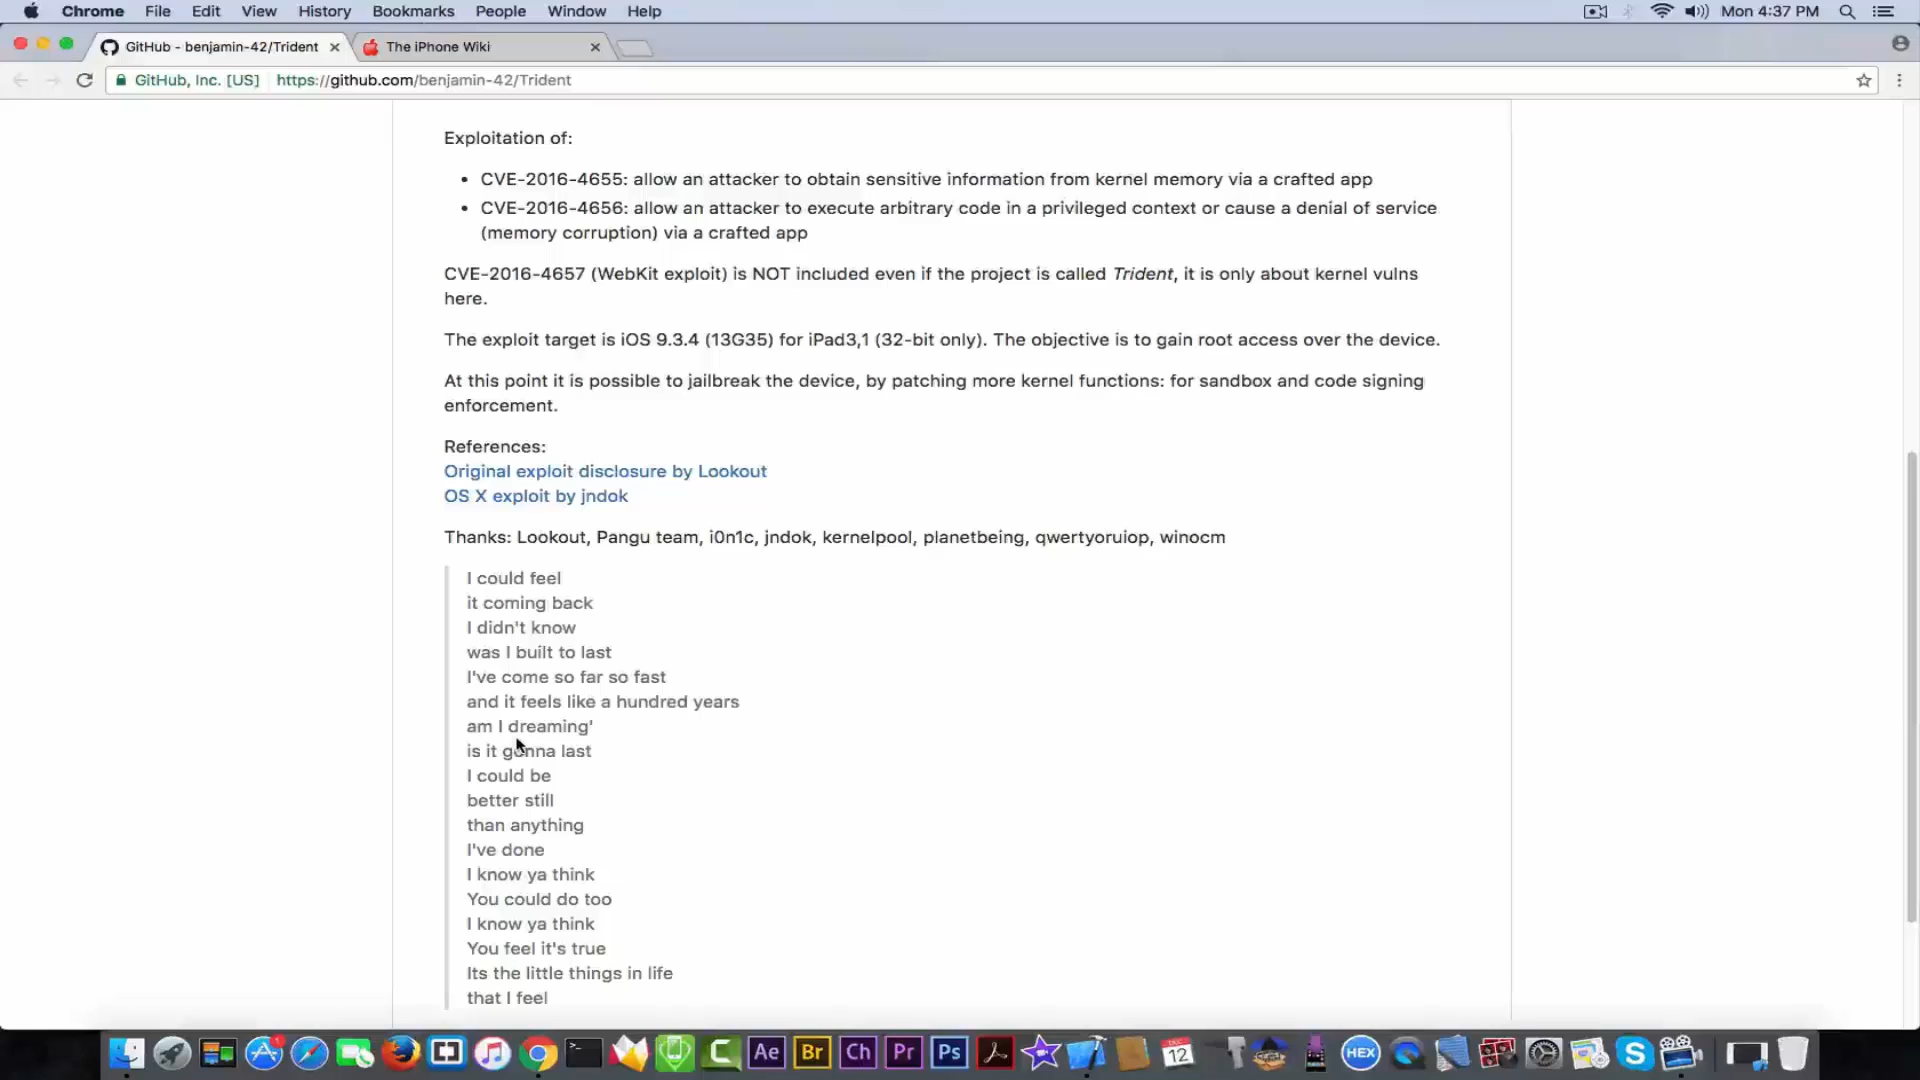 Chrome File Edit View History Bookmarks People Window Help Mon 4:37 PM
GitHub - benjamin-42/Trident The iPhone Wiki
GitHub, Inc. [US] https://github.com/benjamin-42/Trident
Exploitation of:
• CVE-2016-4655: allow an attacker to obtain sensitive information from kernel memory via a crafted app
• CVE-2016-4656: allow an attacker to execute arbitrary code in a privileged context or cause a denial of service
(memory corruption) via a crafted app
CVE-2016-4657 (WebKit exploit) is NOT included even if the project is called Trident, it is only about kernel vulns
here.
The exploit target is iOS 9.3.4 (13G35) for iPad3,1 (32-bit only). The objective is to gain root access over the device.
At this point it is possible to jailbreak the device, by patching more kernel functions: for sandbox and code signing
enforcement.
References:
Original exploit disclosure by Lookout
OS X exploit by jndok
Thanks: Lookout, Pangu team, i0n1c, jndok, kernelpool, planetbeing, qwertyoruiop, winocm
I could feel
it coming back
I didn't know
was I built to last
I've come so far so fast
and it feels like a hundred years
am I dreaming'
is it gonna last
I could be
better still
than anything
I've done
I know ya think
You could do too
I know ya think
You feel it's true
Its the little things in life
that I feel
Ae Br Ch Pr Ps DEC 12 HEX